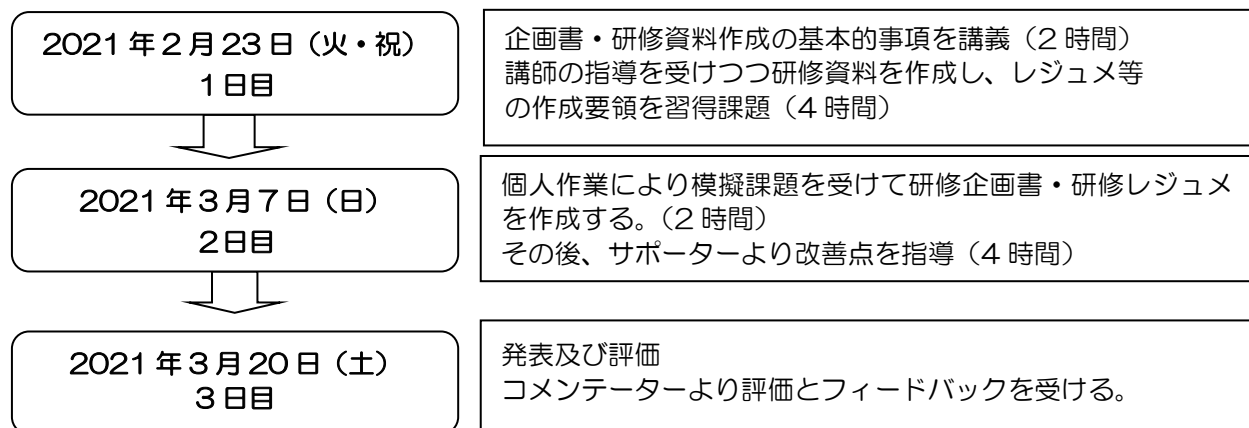 2021年2月23日（火・祝）
1日目
企画書・研修資料作成の基本的事項を講義（2時間）
講師の指導を受けつつ研修資料を作成し、レジュメ等
の作成要領を習得課題（4時間）
2021年3月7日（日）
2日目
個人作業により模擬課題を受けて研修企画書・研修レジュメ
を作成する。（2時間）
その後、サポーターより改善点を指導（4時間）
2021年3月20日（土）
3日目
発表及び評価
コメンテーターより評価とフィードバックを受ける。